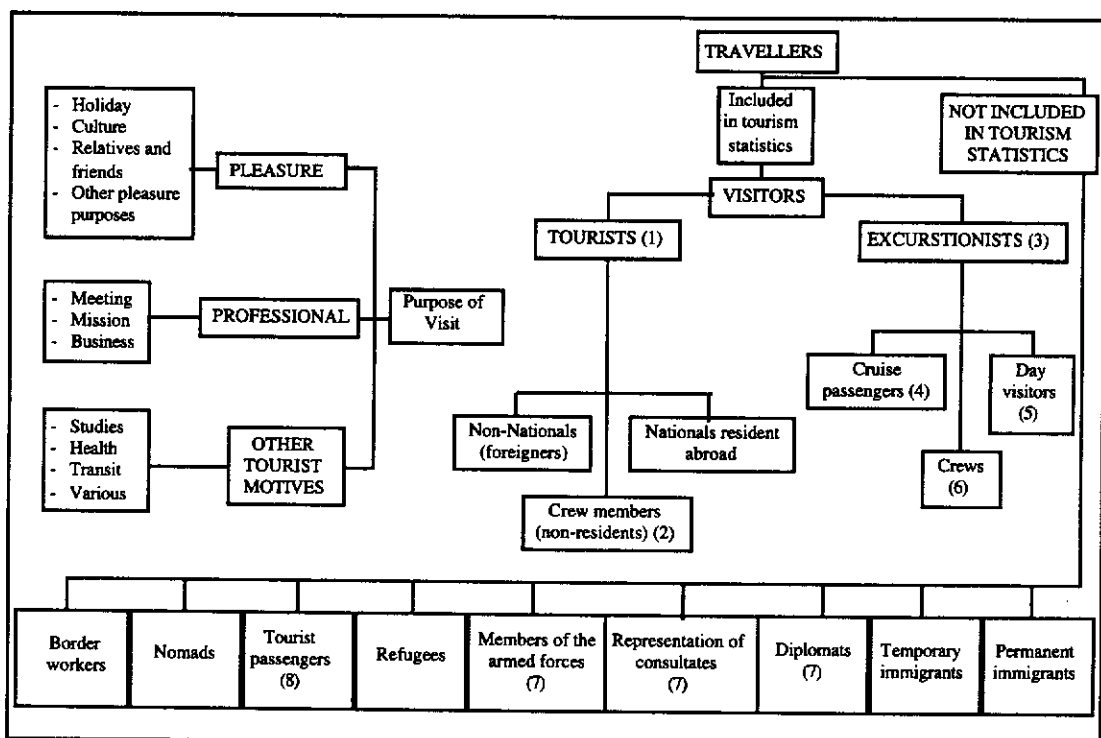 TRAVELLERS
Included
in tourism
statistics
NOT INCLUDED
IN TOURISM
STATISTICS
VISITORS
TOURISTS (1)
EXCURSTIONISTS (3)
- Holiday
- Culture
- Relatives and
friends
- Other pleasure
purposes
PLEASURE
- Meeting
- Mission
- Business
PROFESSIONAL
Purpose of
Visit
- Studies
- Health
- Transit
- Various
OTHER
TOURIST
MOTIVES
Cruise
passengers (4)
Day
visitors
(5)
Non-Nationals
(foreigners)
Nationals resident
abroad
Crews
(6)
Crew members
(non-residents) (2)
Border
workers
Nomads
Tourist
passengers
(8)
Refugees
Members of the
armed forces
(7)
Representation of
consultates
(7)
Diplomats
(7)
Temporary
immigrants
Permanent
immigrants